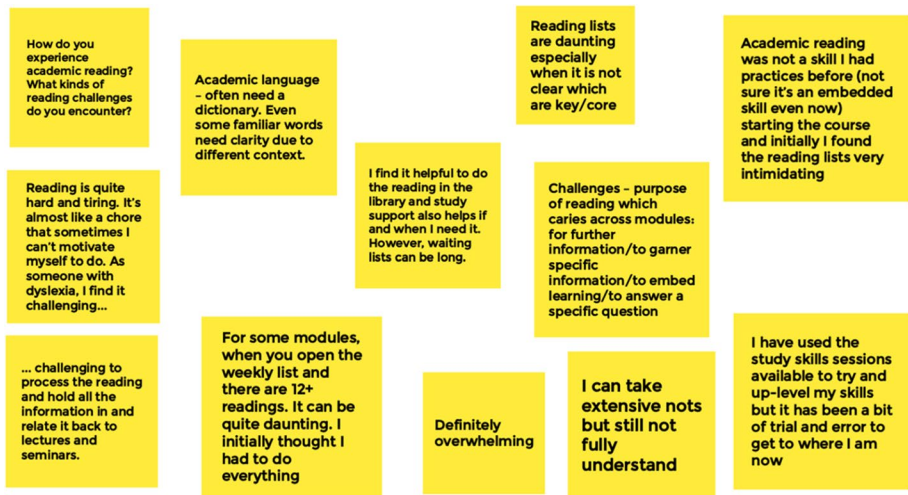 How do you
experience
academic reading?
What kinds of
reading challenges
do you encounter?
Academic language
– often need a
dictionary. Even
some familiar words
need clarity due to
different context.
Reading lists
are daunting
especially
when it is not
clear which
are key/core
Academic reading
was not a skill I had
practices before (not
sure it's an embedded
skill even now)
starting the course
and initially I found
the reading lists very
intimidating
Reading is quite
hard and tiring. It's
almost like a chore
that sometimes I
can't motivate
myself to do. As
someone with
dyslexia, I find it
challenging...
I find it helpful to do
the reading in the
library and study
support also helps if
and when I need it.
However, waiting
lists can be long.
Challenges – purpose
of reading which
caries across modules:
for further
information/to garner
specific
information/to embed
learning/to answer a
specific question
... challenging to
process the reading
and hold all the
information in and
relate it back to
lectures and
seminars.
For some modules,
when you open the
weekly list and
there are 12+
readings. It can be
quite daunting. I
initially thought I
had to do
everything
Definitely
overwhelming
I can take
extensive nots
but still not
fully
understand
I have used the
study skills sessions
available to try and
up-level my skills
but it has been a bit
of trial and error to
get to where I am
now